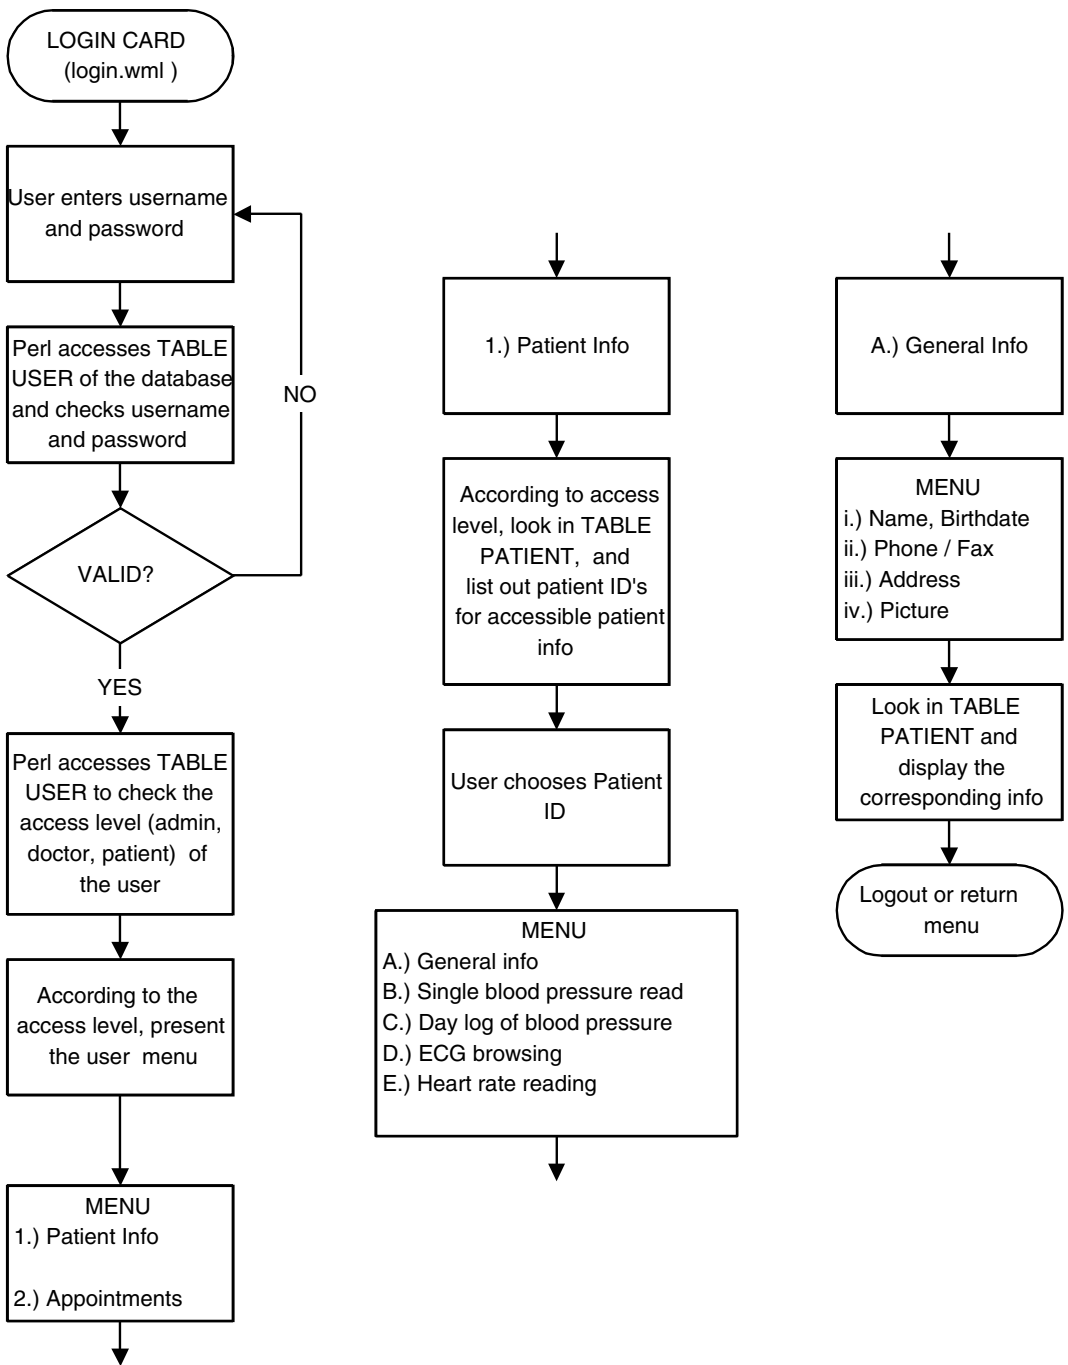 LOGIN CARD
(login.wml )
User enters username
and password
Perl accesses TABLE
USER of the database
and checks username
and password
NO
VALID?
YES
Perl accesses TABLE
USER to check the
access level (admin,
doctor, patient) of
the user
According to the
access level, present
the user menu
MENU
1.) Patient Info
2.) Appointments
1.) Patient Info
According to access
level, look in TABLE
PATIENT, and
list out patient ID's
for accessible patient
info
User chooses Patient
ID
MENU
A.) General info
B.) Single blood pressure read
C.) Day log of blood pressure
D.) ECG browsing
E.) Heart rate reading
A.) General Info
MENU
i.) Name, Birthdate
ii.) Phone / Fax
iii.) Address
iv.) Picture
Look in TABLE
PATIENT and
display the
corresponding info
Logout or return
menu